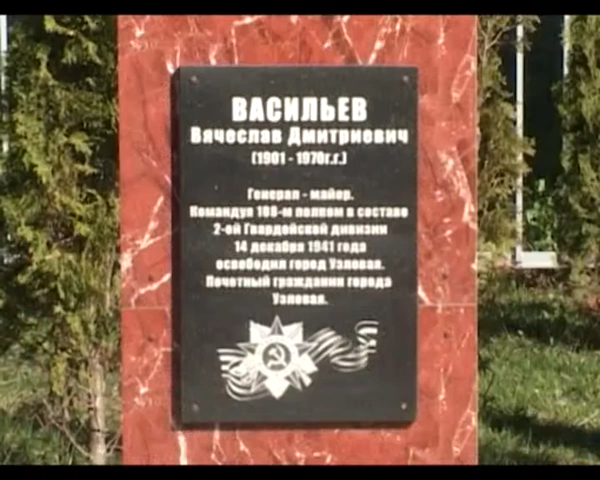 ВАСИЛЬЕВ
Вячеслав Дмитриевич
(1901 - 1970г.г.)
Генерал - майор.
Командуя 108-м полком в составе
2-ой Гвардейской дивизии
14 декабря 1941 года
освободил город Узловая.
Почетный гражданин города
Узловая.